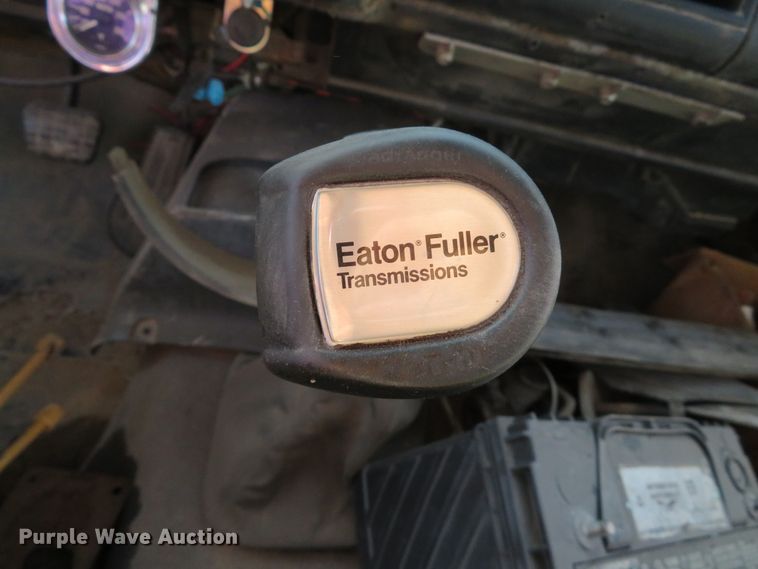 Eaton® Fuller®
Transmissions
Purple Wave Auction